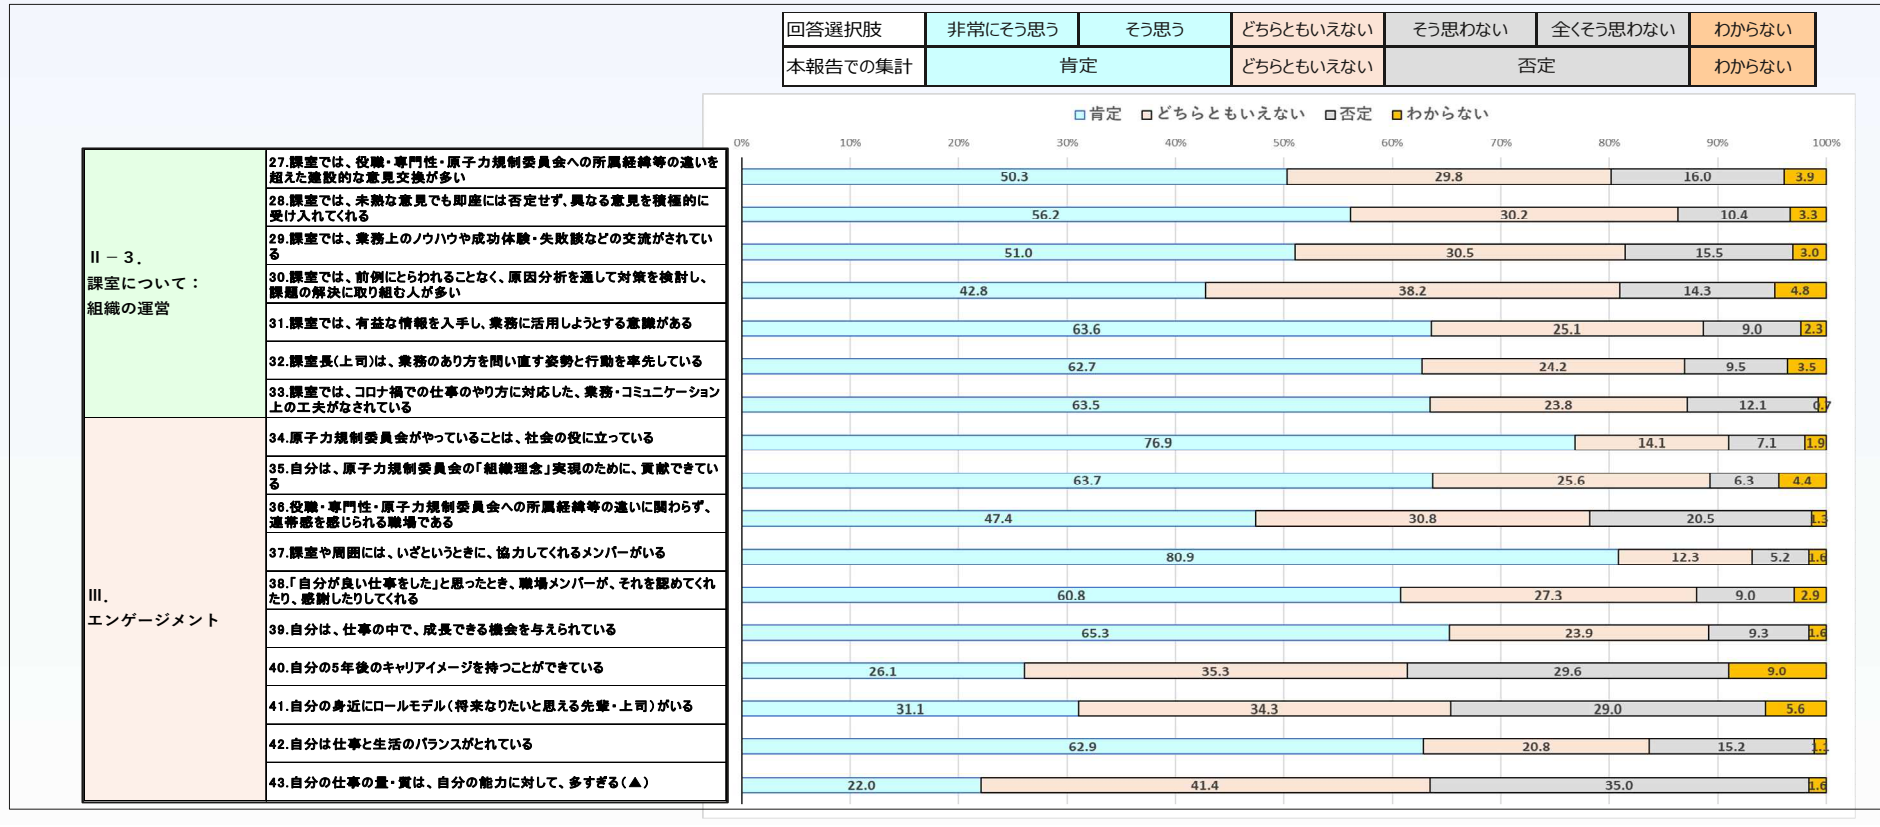 回答選択肢 非常にそう思う そう思う どちらともいえない そう思わない 全くそう思わない わからない
本報告での集計 肯定 どちらともいえない 否定 わからない
肯定 どちらともいえない 否定 わからない
0% 10% 20% 30% 40% 50% 60% 70% 80% 90% 100%
Ⅱ－３．
課室について：
組織の運営
27.課室では、役職・専門性・原子力規制委員会への所属経緯等の違いを
超えた建設的な意見交換が多い
50.3 29.8 16.0 3.9
28.課室では、未熟な意見でも即座には否定せず、異なる意見を積極的に
受け入れてくれる
56.2 30.2 10.4 3.3
29.課室では、業務上のノウハウや成功体験・失敗談などの交流がされてい
る
51.0 30.5 15.5 3.0
30.課室では、前例にとらわれることなく、原因分析を通して対策を検討し、
課題の解決に取り組む人が多い
42.8 38.2 14.3 4.8
31.課室では、有益な情報を入手し、業務に活用しようとする意識がある
63.6 25.1 9.0 2.3
32.課室長(上司)は、業務のあり方を問い直す姿勢と行動を率先している
62.7 24.2 9.5 3.5
33.課室では、コロナ禍での仕事のやり方に対応した、業務・コミュニケーション
上の工夫がなされている
63.5 23.8 12.1 0.7
Ⅲ．
エンゲージメント
34.原子力規制委員会がやっていることは、社会の役に立っている
76.9 14.1 7.1 1.9
35.自分は、原子力規制委員会の「組織理念」実現のために、貢献できてい
る
63.7 25.6 6.3 4.4
36.役職・専門性・原子力規制委員会への所属経緯等の違いに関わらず、
連帯感を感じられる職場である
47.4 30.8 20.5 1.3
37.課室や周囲には、いざというときに、協力してくれるメンバーがいる
80.9 12.3 5.2 1.6
38.「自分が良い仕事をした」と思ったとき、職場メンバーが、それを認めてくれ
たり、感謝したりしてくれる
60.8 27.3 9.0 2.9
39.自分は、仕事の中で、成長できる機会を与えられている
65.3 23.9 9.3 1.6
40.自分の5年後のキャリアイメージを持つことができている
26.1 35.3 29.6 9.0
41.自分の身近にロールモデル（将来なりたいと思える先輩・上司）がいる
31.1 34.3 29.0 5.6
42.自分は仕事と生活のバランスがとれている
62.9 20.8 15.2 1.1
43.自分の仕事の量・質は、自分の能力に対して、多すぎる（▲）
22.0 41.4 35.0 1.6